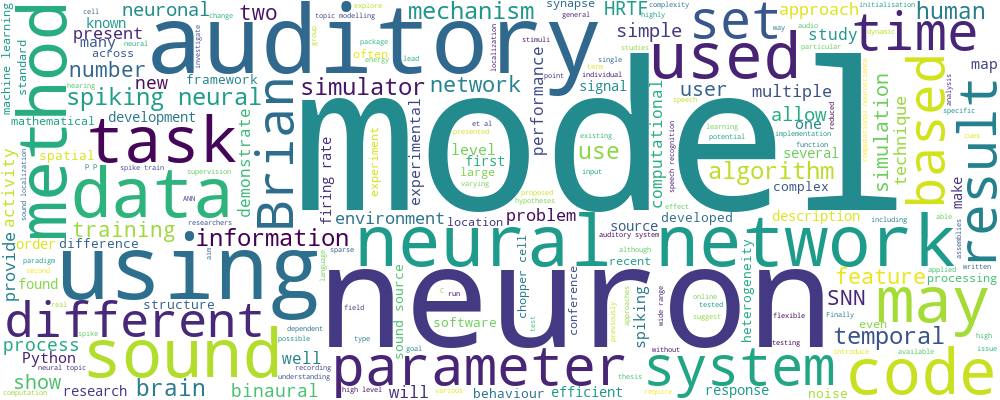 model
neuron
auditory
neural network
using
sound
data
task
method
Brian
used
set
time
result
based
may
code
system
parameter
different
information
simulator
spiking neural
training
number
mechanism
HRTF
simple
network
neuronal
approach
human
study
map
known
present
many
across
two
synapse
new
framework
often
standard
machine learning
mathematical
development
demonstrate
firing rate
experimental
performance
signal
user
multiple
allow
one
several
computational
algorithm
simulation
technique
complex
level
first
large
use
experiment
et al
presented
varying
existing
input
hypotheses
proposed
environment
location
problem
source
developed
description
recent
although
auditory system
feature
processing
temporal
SNN
heterogeneity
spiking
conference
chopper cell
software
sound source
structure
difference
order
provide
activity
spatial
found
process
Python
show
research
brain
binaural
well
will
behaviour
efficient
response
noise
even
make
including
able
applied
written
assemblies
high
issue
available
introduce
Finally
flexible
testing
wide range
without
previously
approaches
suggest
online
tested
thesis
require
various
high level
goal
type
field
run
C
test
dependent
possible
recording
understanding
language
sparse
aim
researchers
ANN
supervision
spike train
P P
sound localization
paradigm
second
real
spike
neural topic
computation
hearing
cell
neural
change
topic modelling
investigate
group
package
energy
lead
explore
localization
stimuli
studies
term
point
general
individual
single
highly
complexity
way
audio
particular
dynamic
initialisation
analysis
specific
cues
speech
speech recognition
learning
potential
implementation
function
effect
reduced